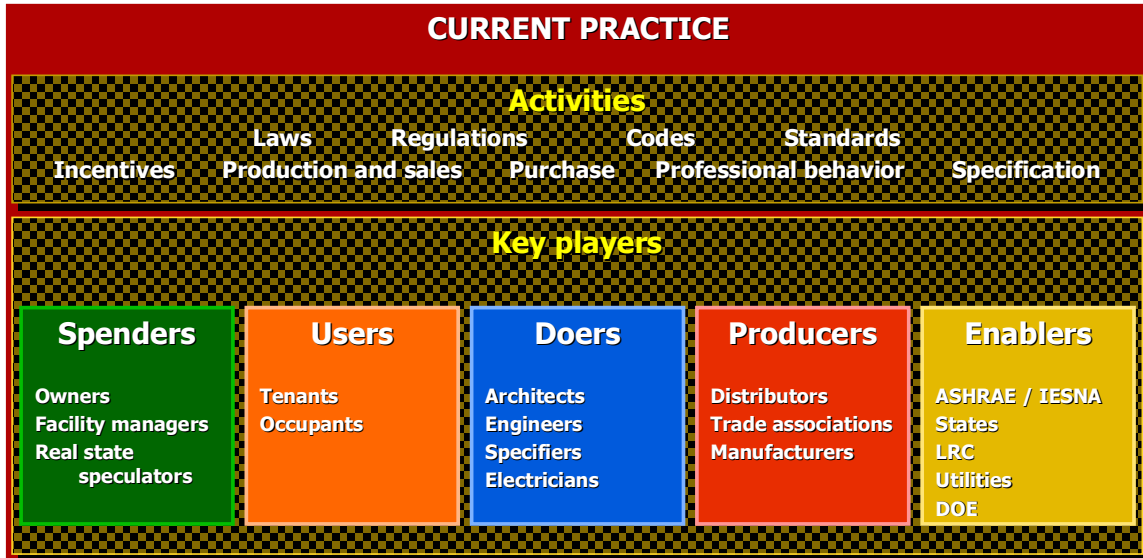 CURRENT PRACTICE
Activities
Laws Regulations Codes Standards
Incentives Production and sales Purchase Professional behavior Specification
Key players
Spenders
Owners
Facility managers
Real state
speculators
Users
Tenants
Occupants
Doers
Architects
Engineers
Specifiers
Electricians
Producers
Distributors
Trade associations
Manufacturers
Enablers
ASHRAE / IESNA
States
LRC
Utilities
DOE